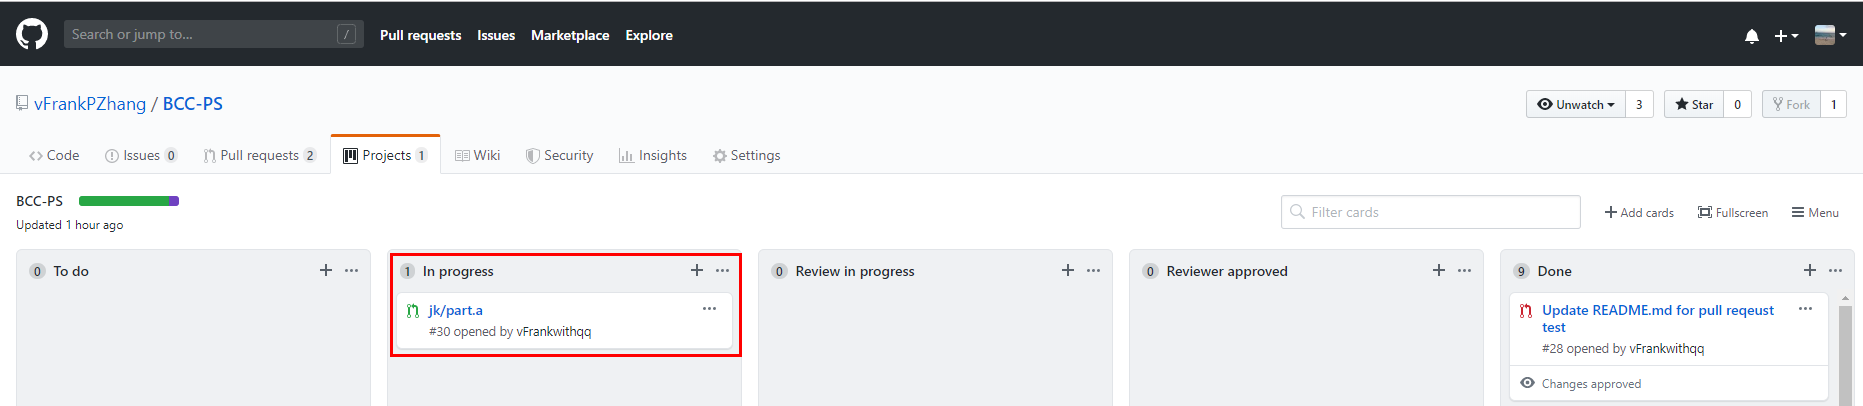 Search or jump to... / Pull requests Issues Marketplace Explore
vFrankPZhang / BCC-PS Unwatch 3 Star 0 Fork 1
Code Issues 0 Pull requests 2 Projects 1 Wiki Security Insights Settings
BCC-PS
Updated 1 hour ago
Filter cards Add cards Fullscreen Menu
0 To do
1 In progress
jk/part.a
#30 opened by vFrankwithqq
0 Review in progress
0 Reviewer approved
9 Done
Update README.md for pull reqeust
test
#28 opened by vFrankwithqq
Changes approved